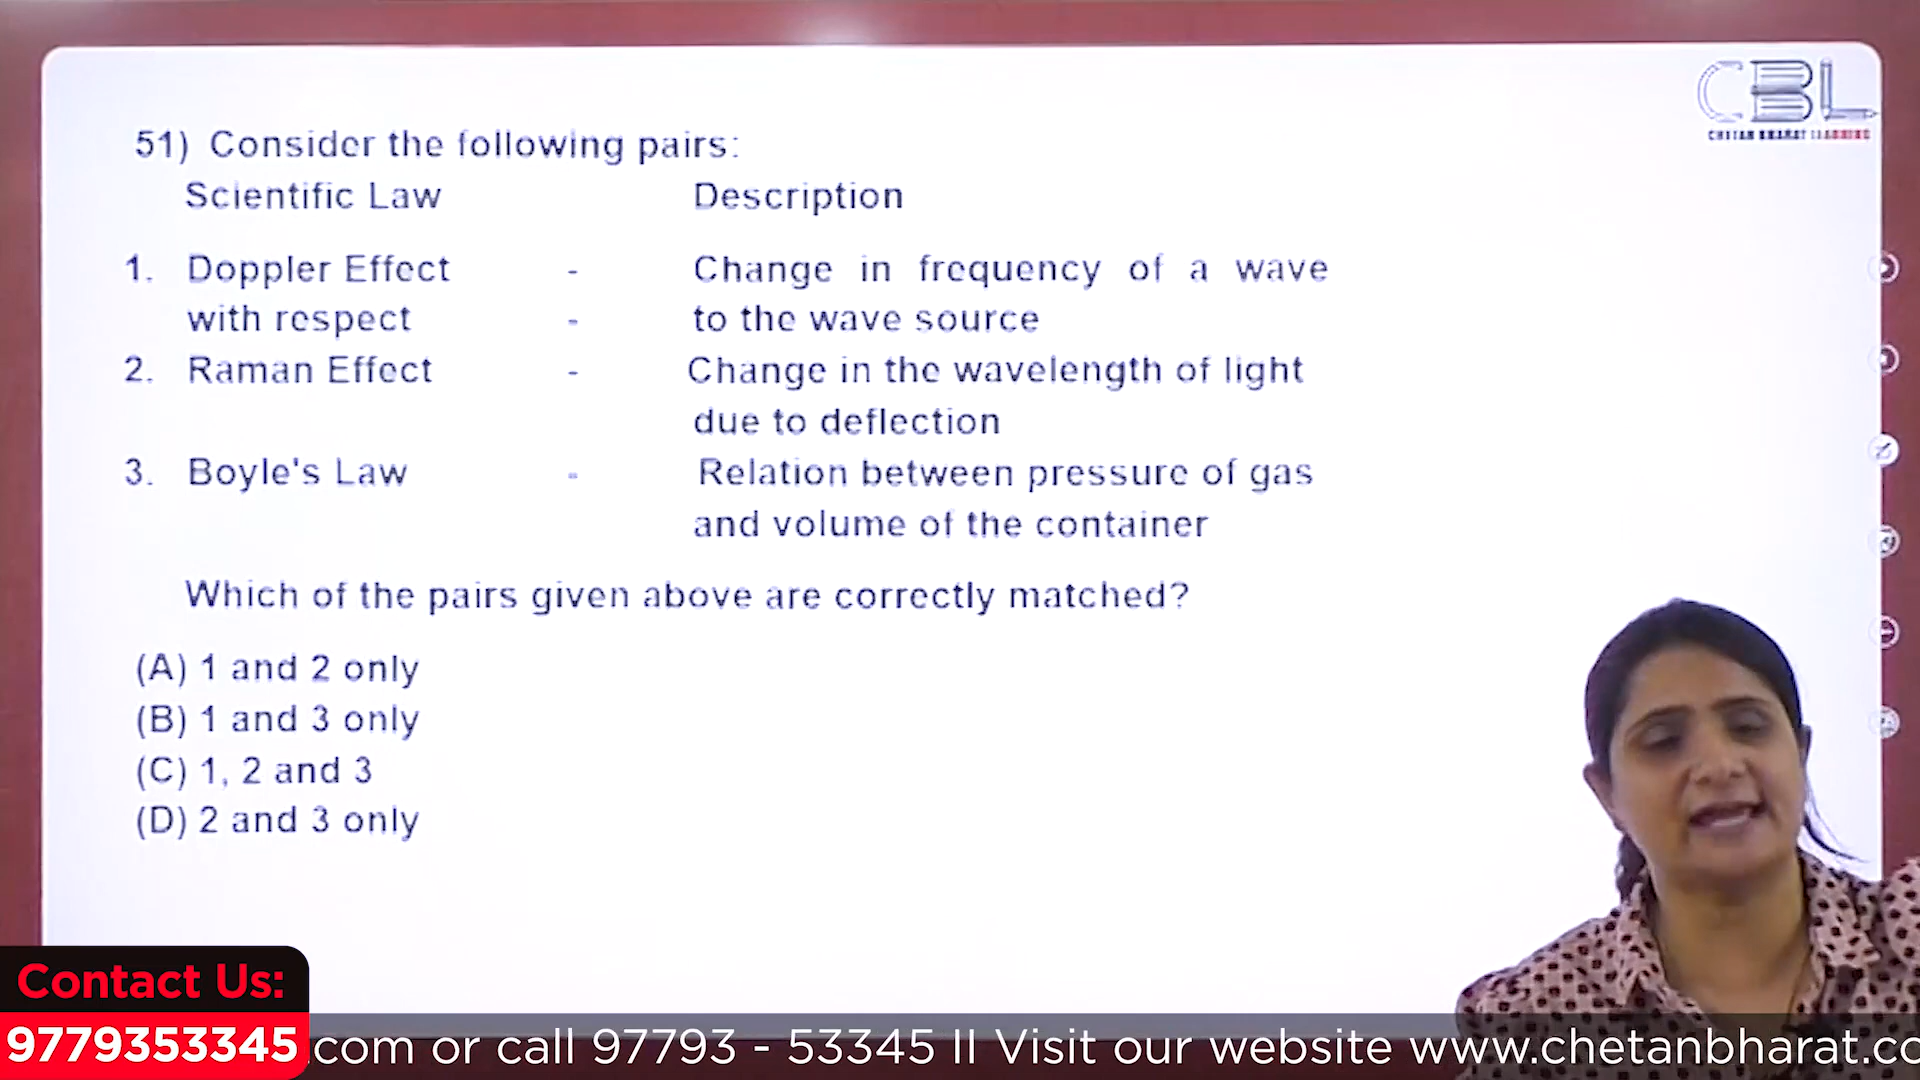 CBL
CHETAN BHARAT LEARNING
51) Consider the following pairs:
Scientific Law Description
1. Doppler Effect - Change in frequency of a wave
with respect - to the wave source
2. Raman Effect - Change in the wavelength of light
due to deflection
3. Boyle's Law - Relation between pressure of gas
and volume of the container
Which of the pairs given above are correctly matched?
(A) 1 and 2 only
(B) 1 and 3 only
(C) 1, 2 and 3
(D) 2 and 3 only
Contact Us:
9779353345
.com or call 97793 - 53345 II Visit our website www.chetanbharat.co